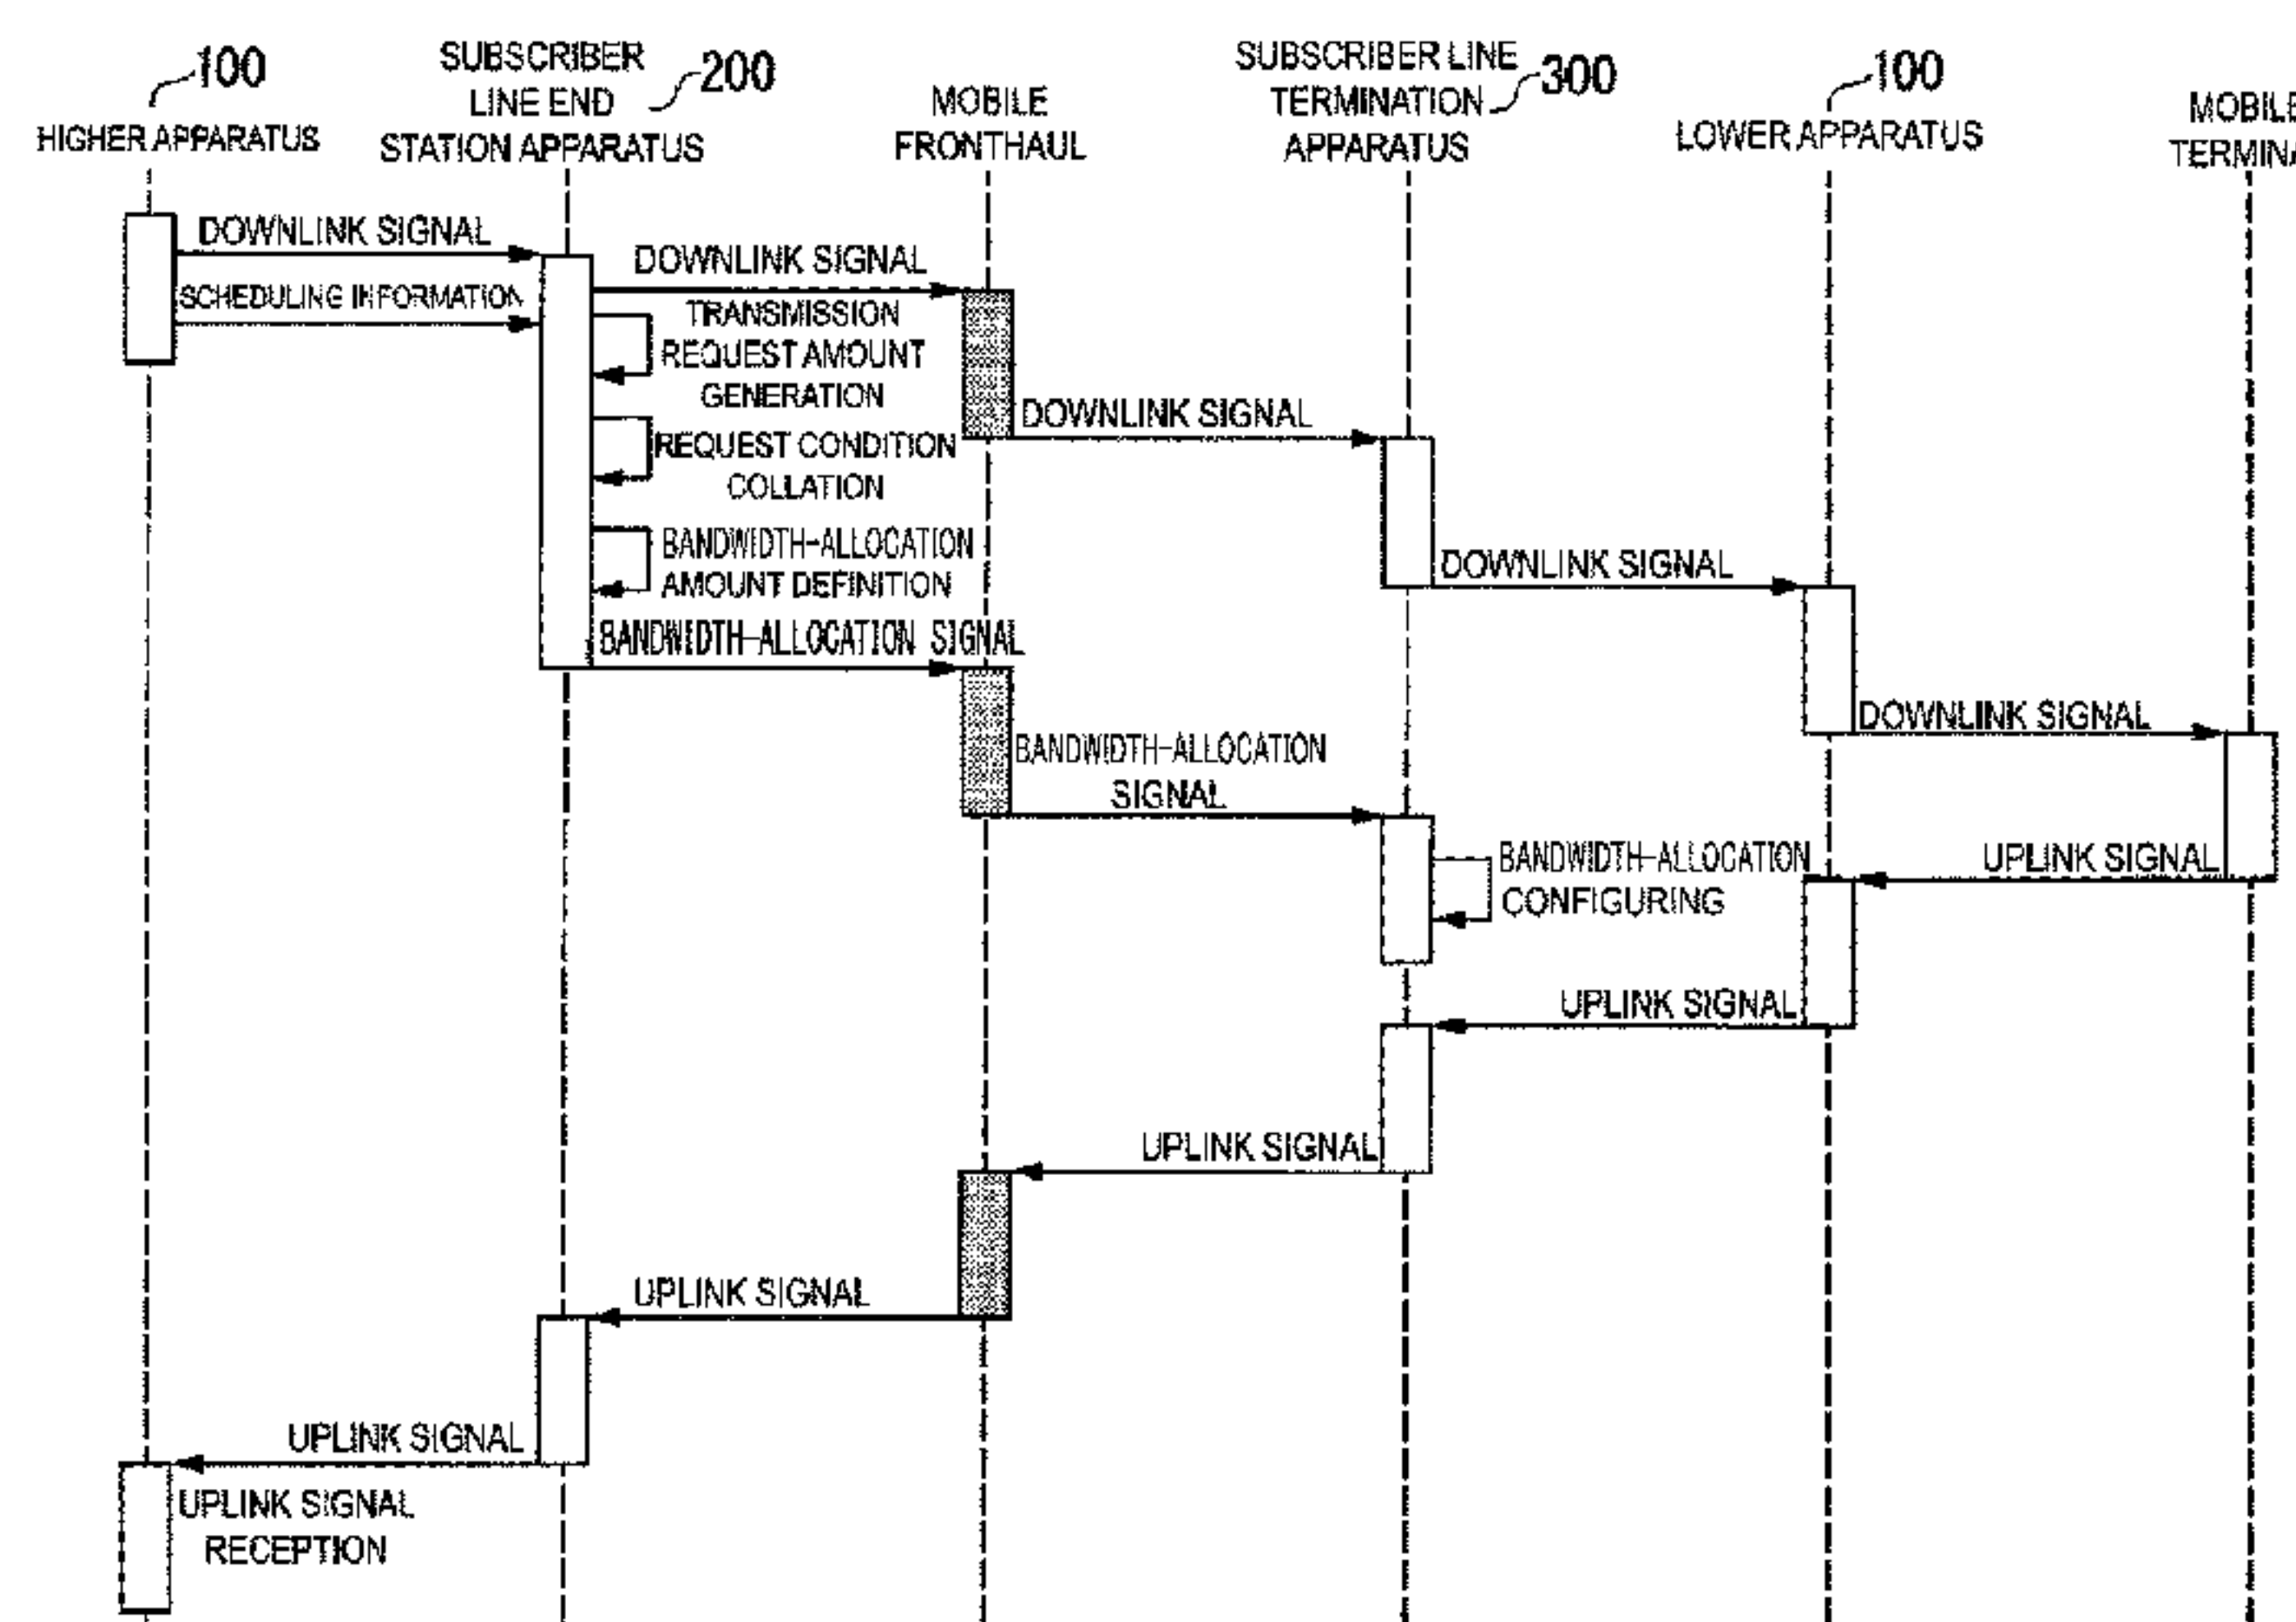 100
HIGHER APPARATUS
SUBSCRIBER
LINE END
STATION APPARATUS
200
MOBILE
FRONTHAUL
SUBSCRIBER LINE
TERMINATION
APPARATUS
300
100
LOWER APPARATUS
MOBILE
TERMINA
DOWNLINK SIGNAL
SCHEDULING INFORMATION
DOWNLINK SIGNAL
TRANSMISSION
REQUEST AMOUNT
GENERATION
REQUEST CONDITION
COLLATION
BANDWIDTH-ALLOCATION
AMOUNT DEFINITION
BANDWIDTH-ALLOCATION SIGNAL
DOWNLINK SIGNAL
DOWNLINK SIGNAL
DOWNLINK SIGNAL
BANDWIDTH-ALLOCATION
SIGNAL
BANDWIDTH-ALLOCATION
CONFIGURING
UPLINK SIGNAL
UPLINK SIGNAL
UPLINK SIGNAL
UPLINK SIGNAL
UPLINK SIGNAL
UPLINK SIGNAL
RECEPTION